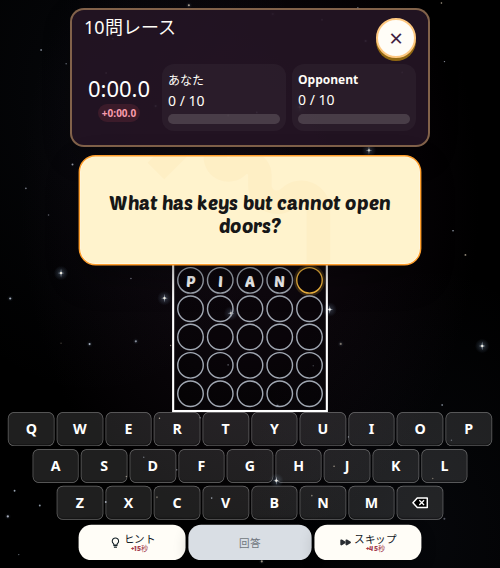 10問レース
0:00.0
+0:00.0
あなた
0 / 10
Opponent
0 / 10
What has keys but cannot open
doors?
P I A N
Q W E R T Y U I O P
A S D F G H J K L
Z X C V B N M
ヒント
+15秒
回答
スキップ
+45秒